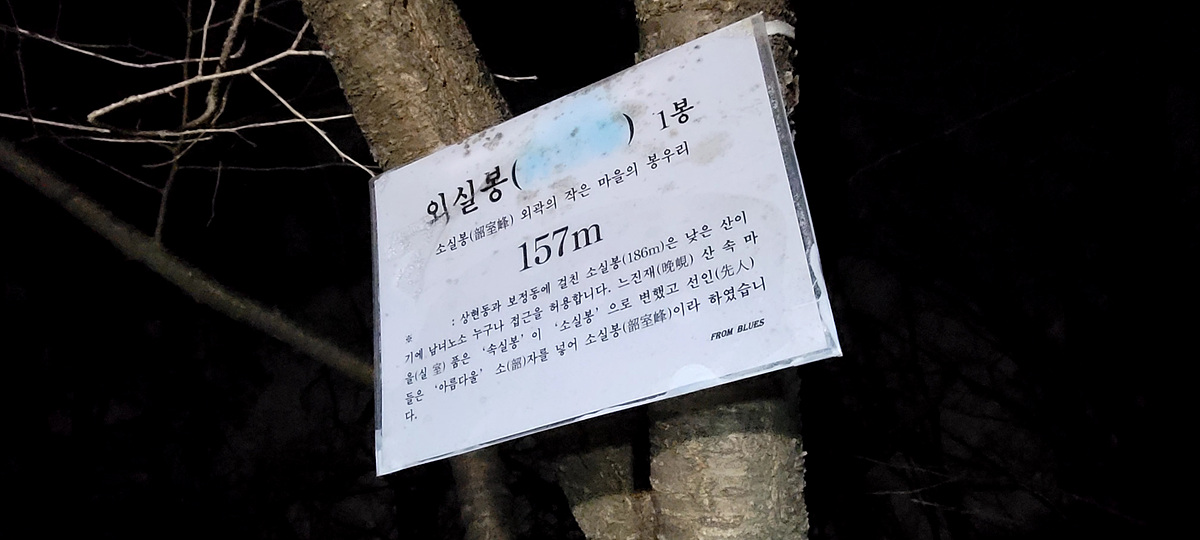 외실봉( ) 1봉
소실봉(韶室峰) 외곽의 작은 마을의 봉우리
157m
※ : 상현동과 보정동에 걸친 소실봉(186m)은 낮은 산이
기에 남녀노소 누구나 접근을 허용합니다. 느진재(晩峴) 산 속 마
을(실 室) 품은 ‘속실봉’ 이 ‘소실봉’ 으로 변했고 선인(先人)
들은 ‘아름다울’ 소(韶)자를 넣어 소실봉(韶室峰)이라 하였습니
다.
FROM BLUES